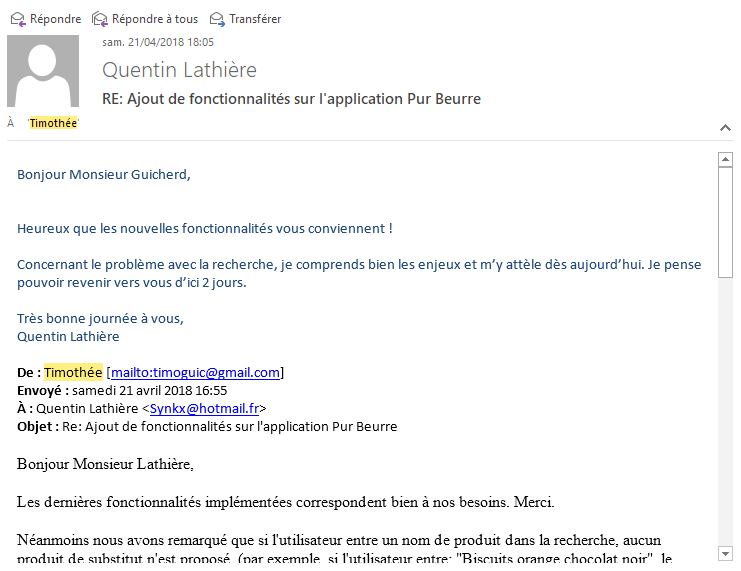 Répondre Répondre à tous Transférer
sam. 21/04/2018 18:05
Quentin Lathière
RE: Ajout de fonctionnalités sur l'application Pur Beurre
À 'Timothée'
Bonjour Monsieur Guicherd,
Heureux que les nouvelles fonctionnalités vous conviennent !
Concernant le problème avec la recherche, je comprends bien les enjeux et m’y attèle dès aujourd’hui. Je pense
pouvoir revenir vers vous d’ici 2 jours.
Très bonne journée à vous,
Quentin Lathière
De : Timothée [mailto:timoguic@gmail.com]
Envoyé : samedi 21 avril 2018 16:55
À : Quentin Lathière <Synkx@hotmail.fr>
Objet : Re: Ajout de fonctionnalités sur l'application Pur Beurre
Bonjour Monsieur Lathière,
Les dernières fonctionnalités implémentées correspondent bien à nos besoins. Merci.
Néanmoins nous avons remarqué que si l'utilisateur entre un nom de produit dans la recherche, aucun
produit de substitut n'est proposé. (par exemple, si l'utilisateur entre: "Biscuits orange chocolat noir", le